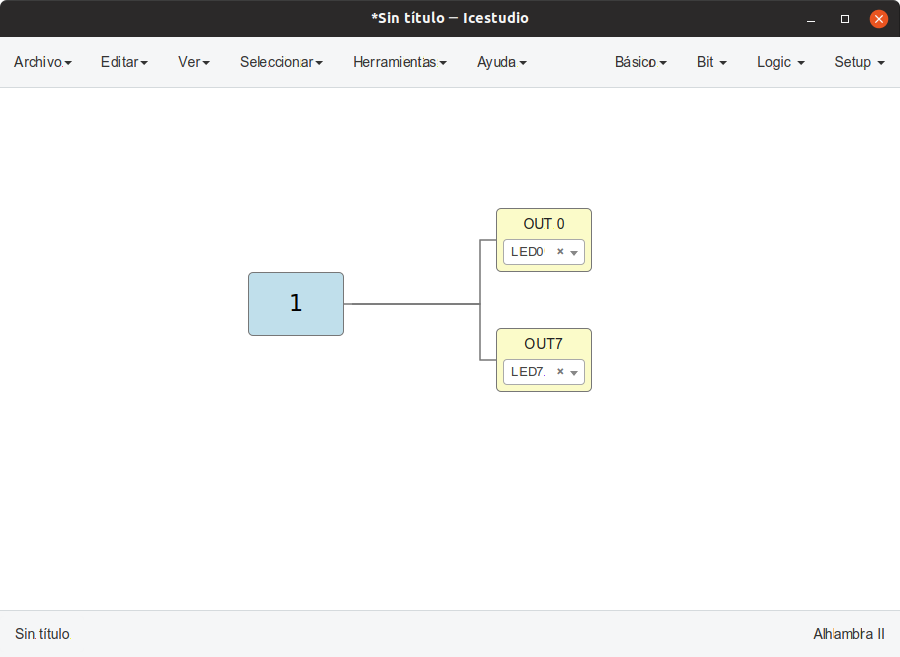 *Sin título — Icestudio
Archivo Editar Ver Seleccionar Herramientas Ayuda Básico Bit Logic Setup
OUT 0
LED0 ×
1
OUT7
LED7 ×
Sin título Alhambra II